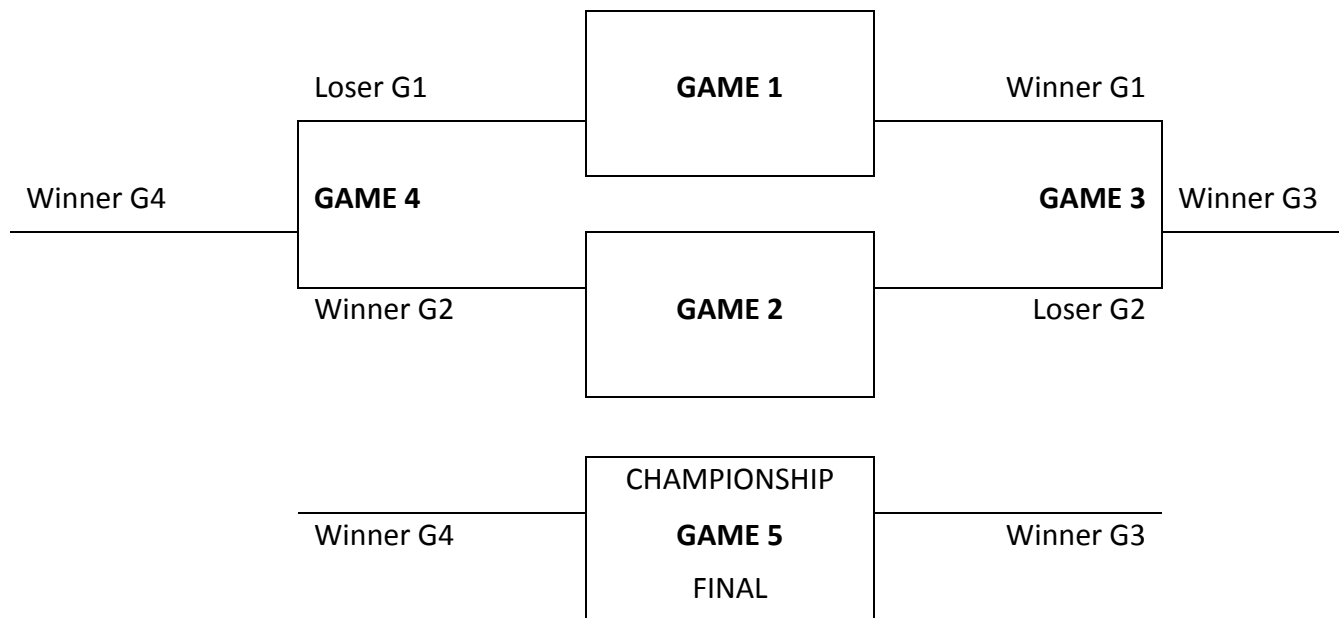 Loser G1
GAME 1
Winner G1
Winner G4
GAME 4
GAME 3
Winner G3
Winner G2
GAME 2
Loser G2
CHAMPIONSHIP
Winner G4
GAME 5
Winner G3
FINAL